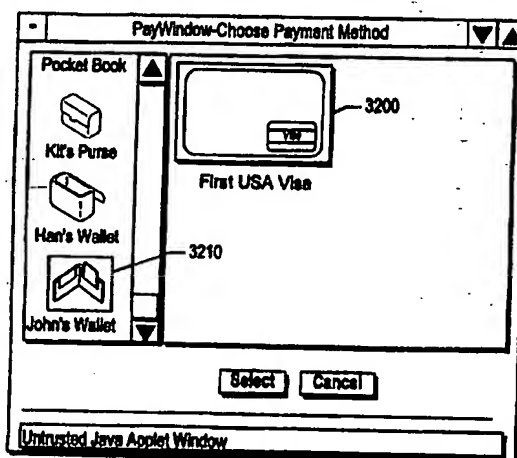 PayWindow-Choose Payment Method
Pocket Book
Kit's Purse
Han's Wallet
John's Wallet
VISA
3200
First USA Visa
3210
Select
Cancel
Untrusted Java Applet Window